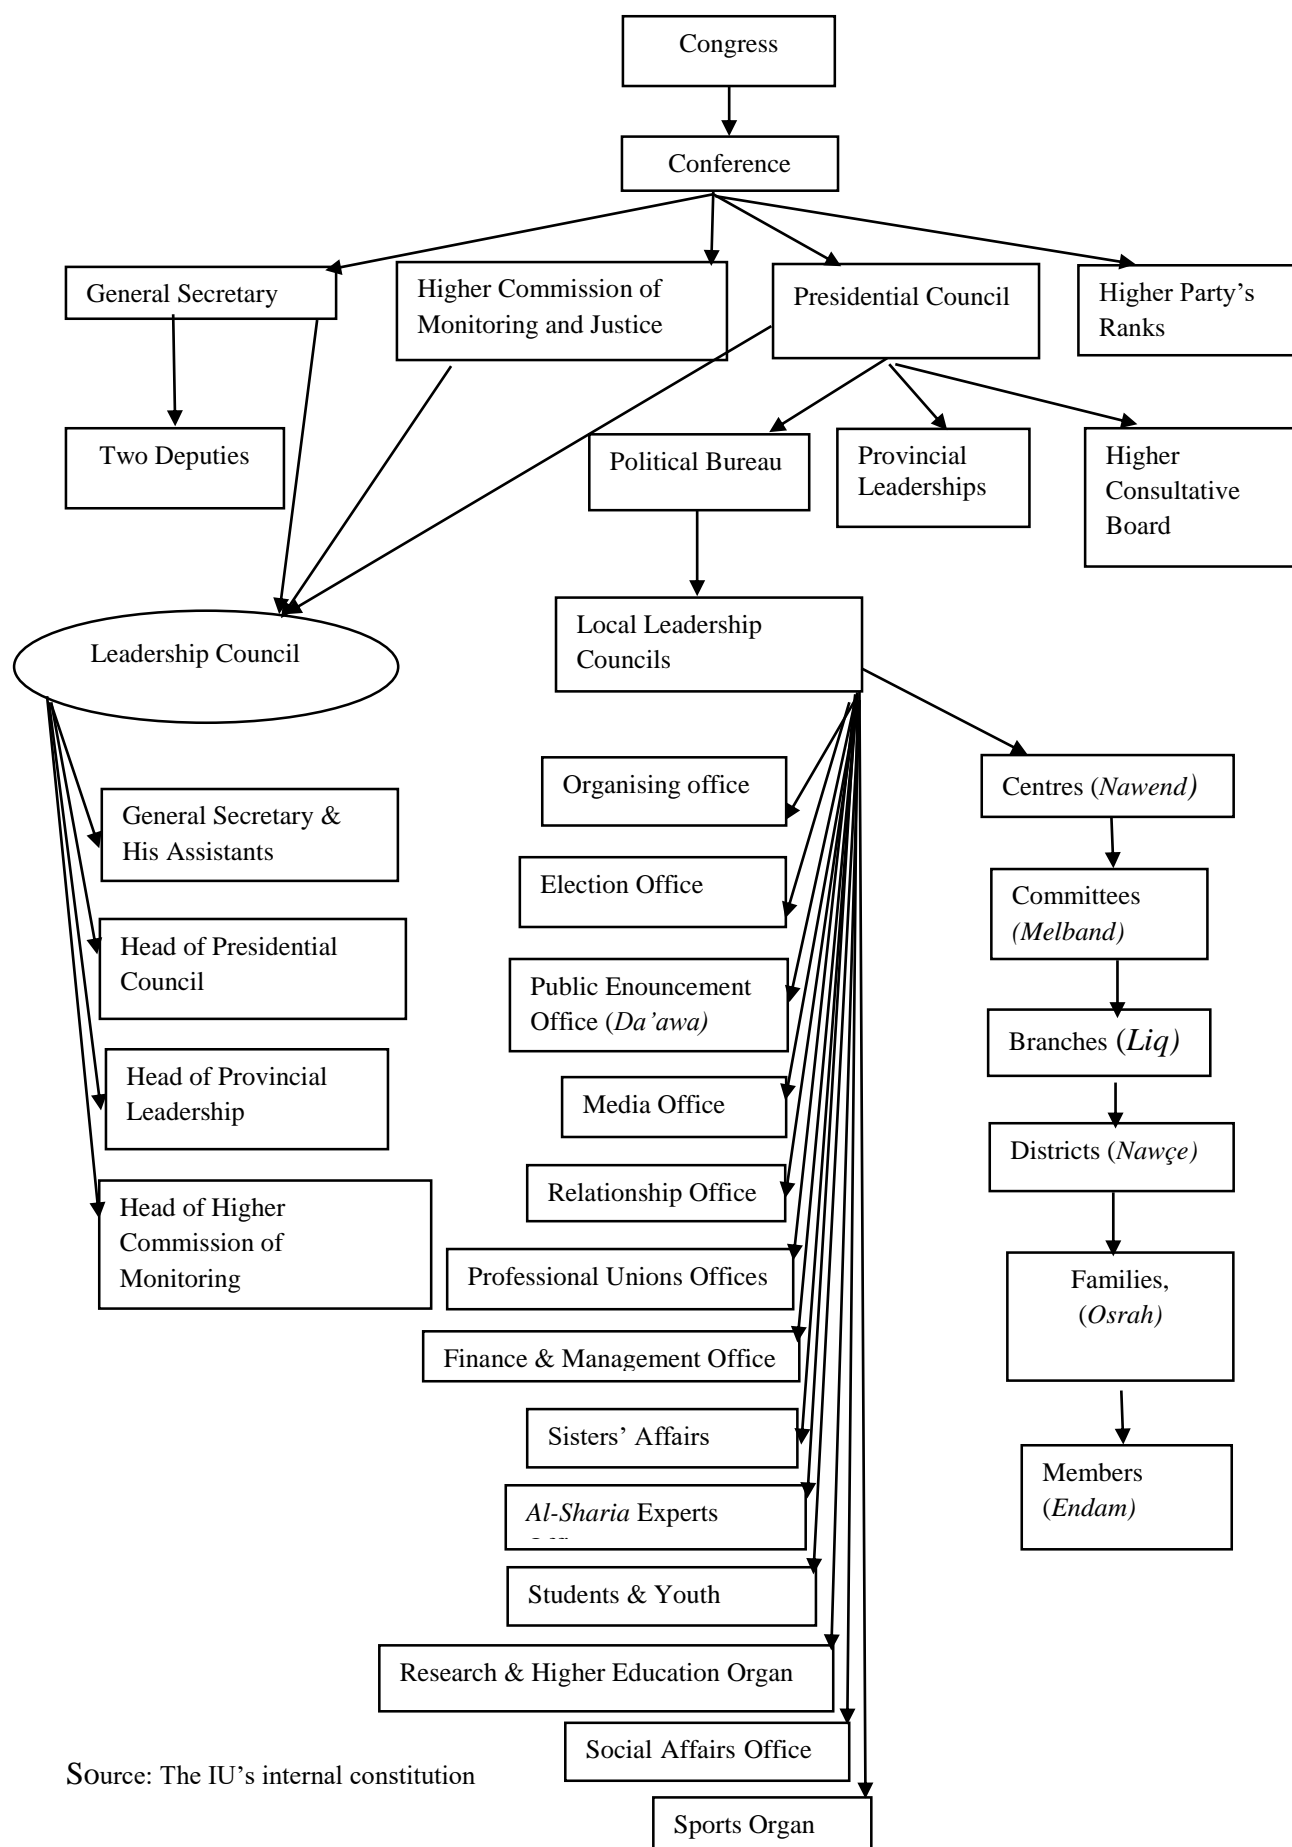 Congress
Conference
General Secretary
Higher Commission of
Monitoring and Justice
Presidential Council
Higher Party’s
Ranks
Two Deputies
Political Bureau
Provincial
Leaderships
Higher
Consultative
Board
Leadership Council
Local Leadership
Councils
General Secretary &
His Assistants
Head of Presidential
Council
Head of Provincial
Leadership
Head of Higher
Commission of
Monitoring
Organising office
Election Office
Public Enouncement
Office (Da’awa)
Media Office
Relationship Office
Professional Unions Offices
Finance & Management Office
Sisters’ Affairs
Al-Sharia Experts
Students & Youth
Research & Higher Education Organ
Social Affairs Office
Sports Organ
Centres (Nawend)
Committees
(Melband)
Branches (Liq)
Districts (Nawçe)
Families,
(Osrah)
Members
(Endam)
Source: The IU’s internal constitution